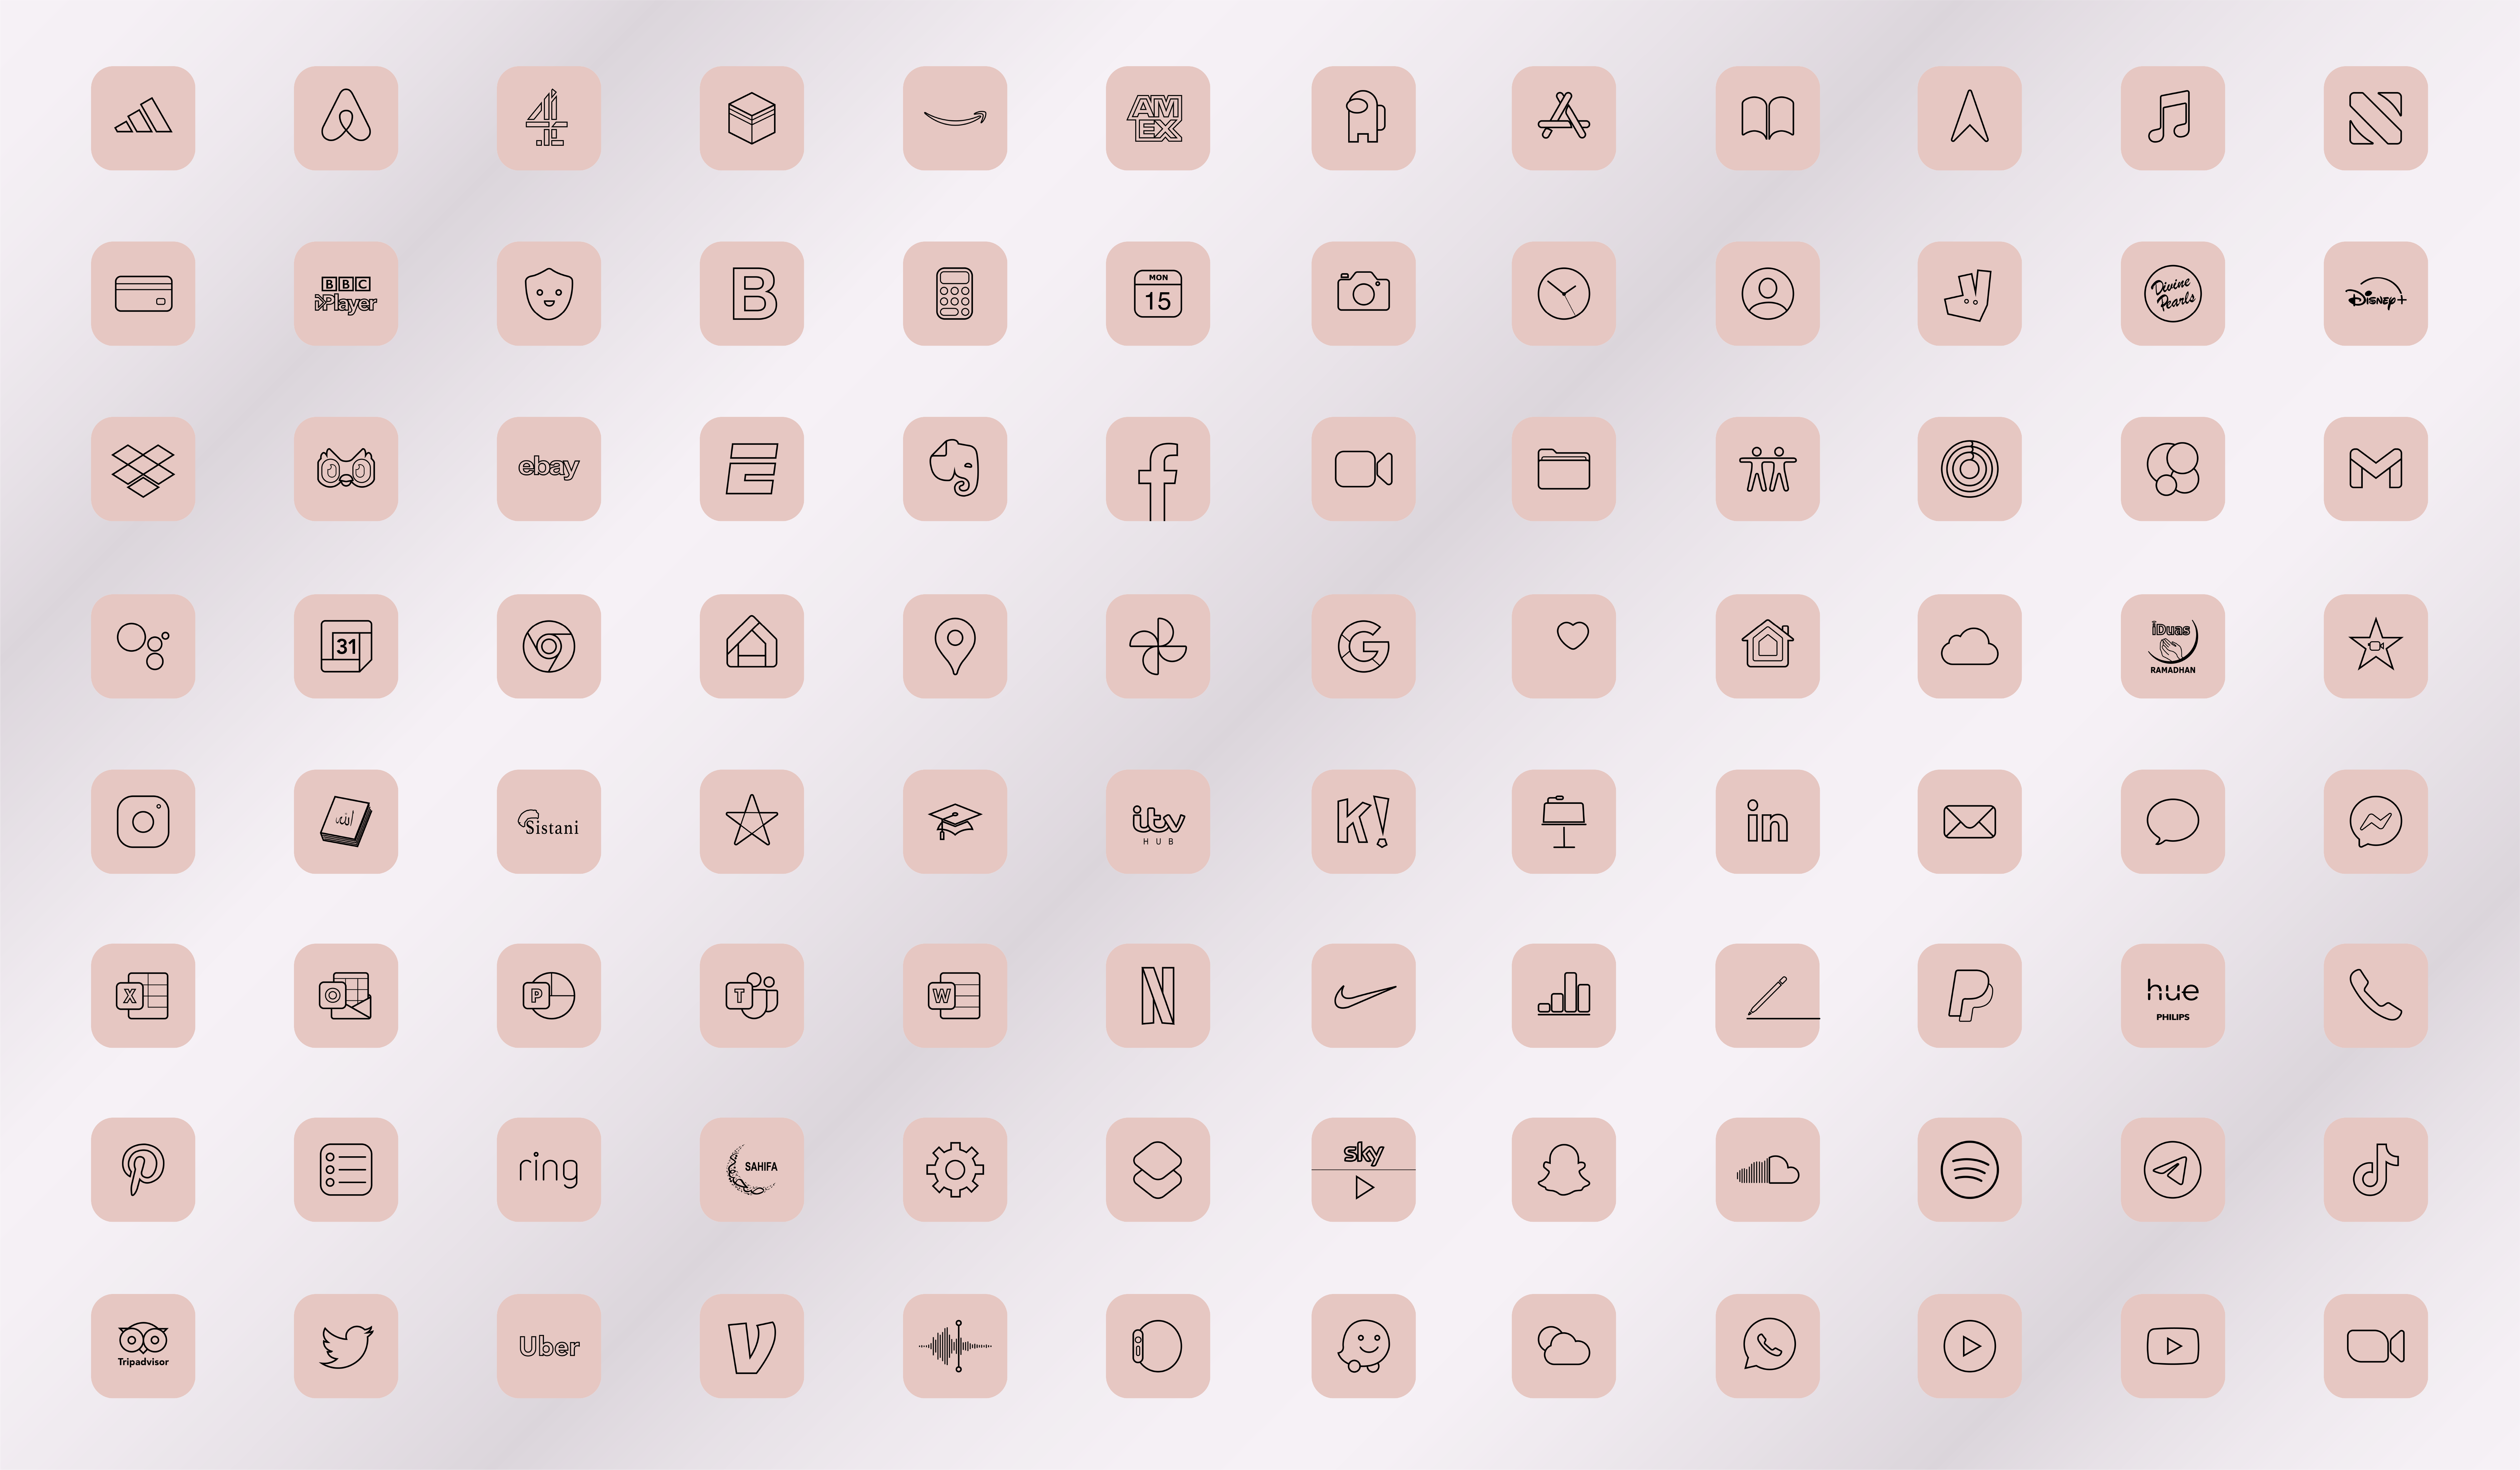 AM
EX
BBC
iPlayer
B
MON
15
Divine
Pearls
Disney+
ebay
E
f
M
31
G
iDuas
RAMADHAN
الله
Sistani
itv
HUB
K!
in
X
O
P
T
W
N
P
hue
PHILIPS
ring
SAHIFA
sky
Tripadvisor
Uber
V